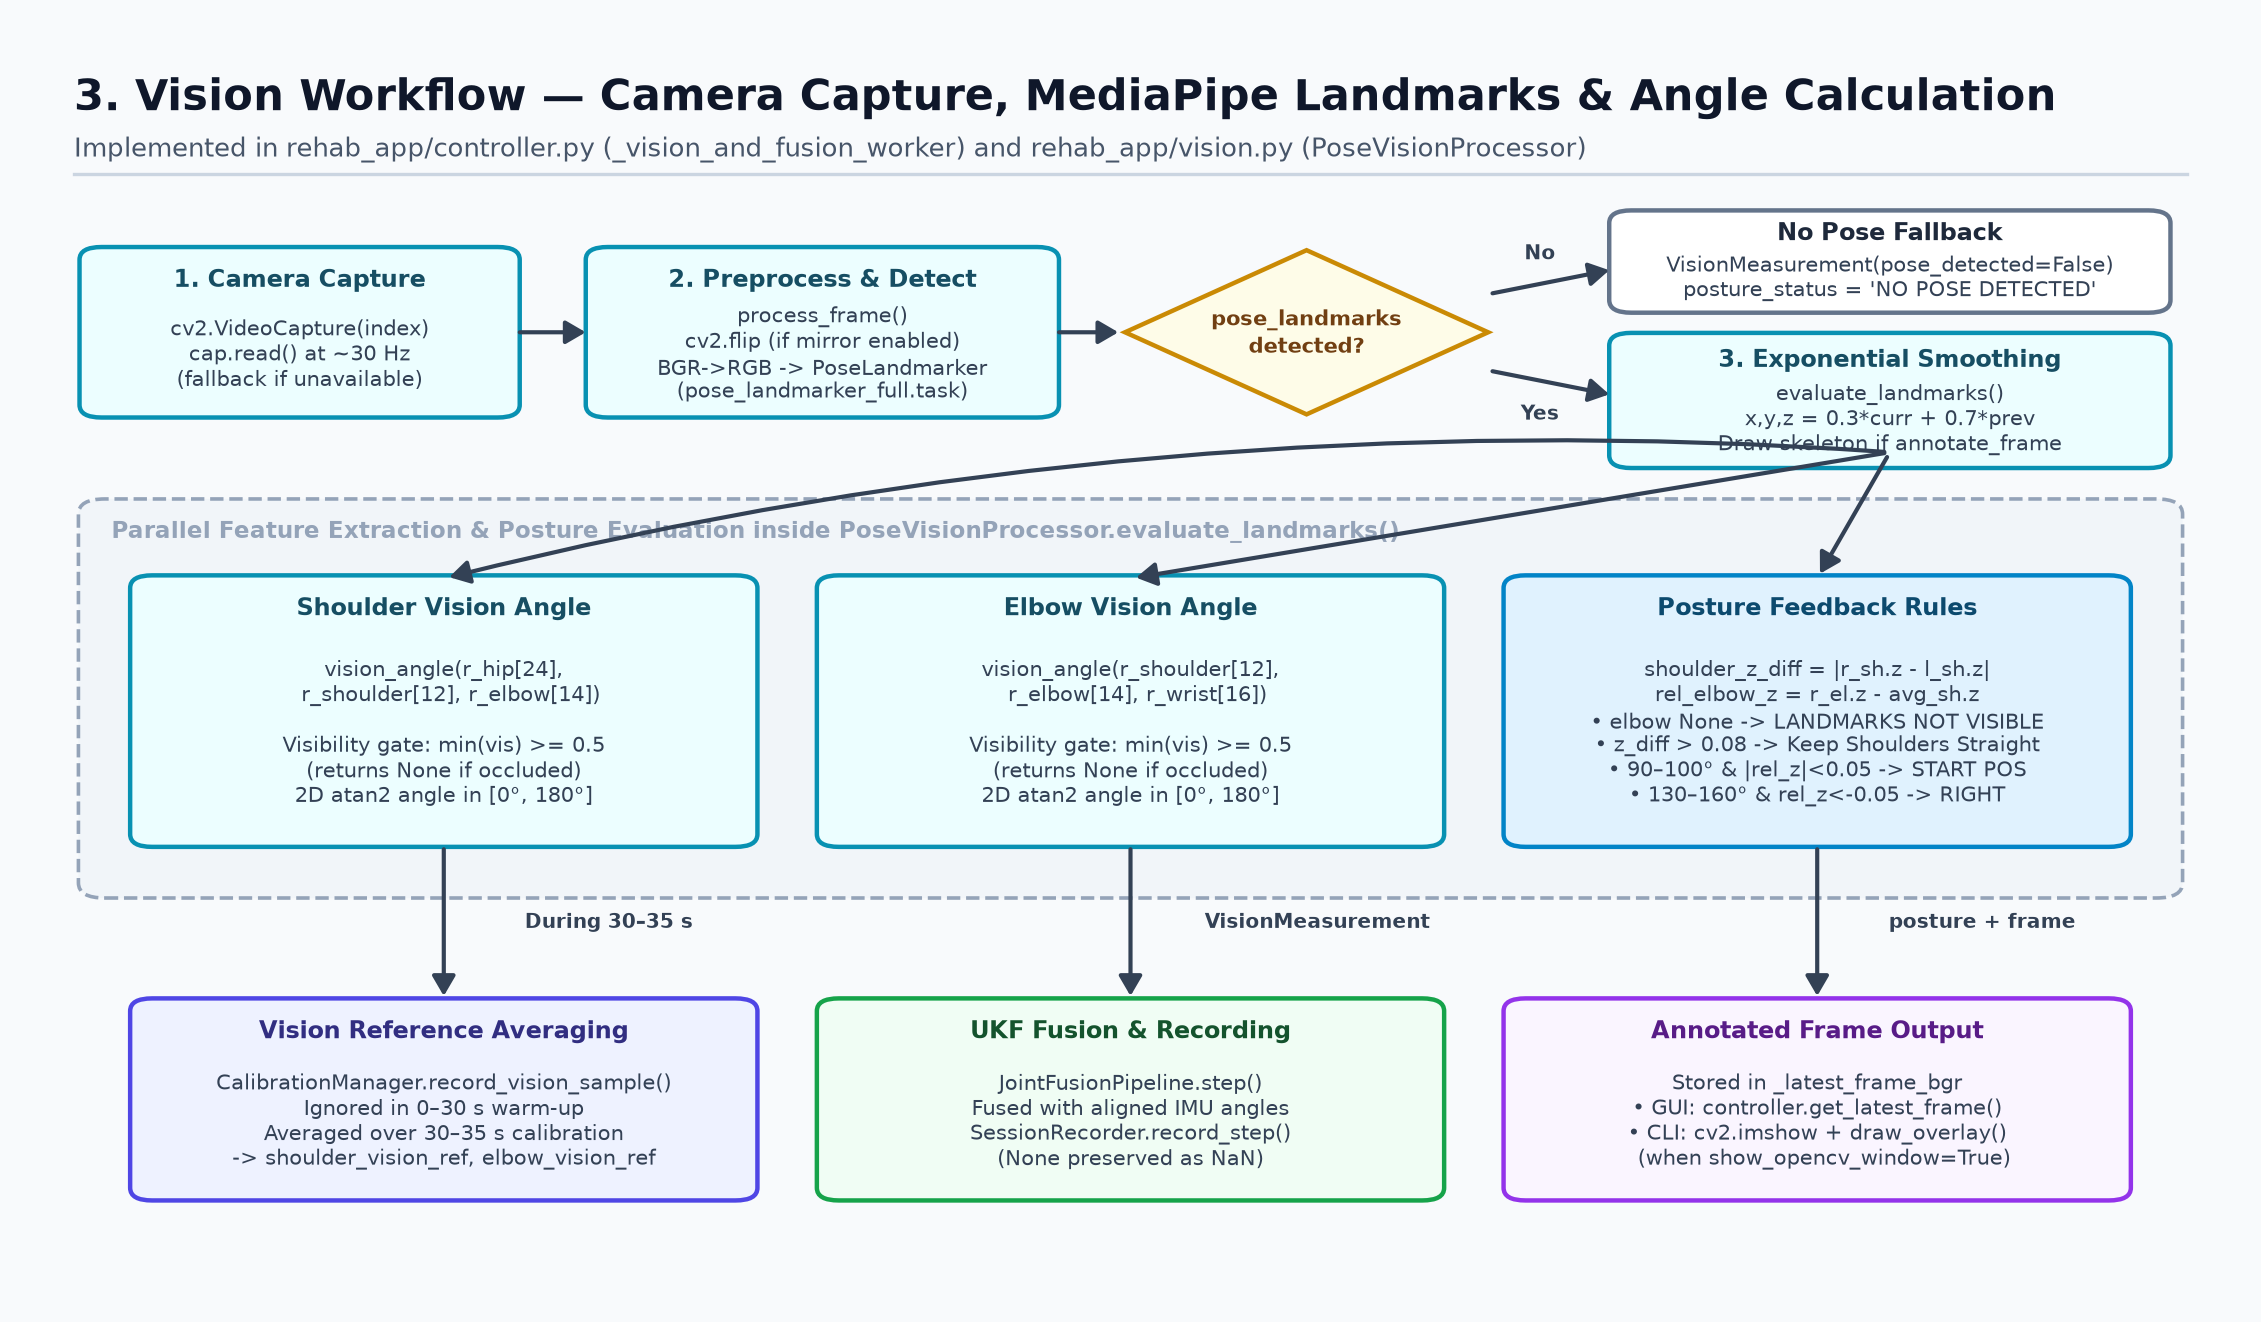 3. Vision Workflow — Camera Capture, MediaPipe Landmarks & Angle Calculation
Implemented in rehab_app/controller.py (_vision_and_fusion_worker) and rehab_app/vision.py (PoseVisionProcessor)
1. Camera Capture
cv2.VideoCapture(index)
cap.read() at ~30 Hz
(fallback if unavailable)
2. Preprocess & Detect
process_frame()
cv2.flip (if mirror enabled)
BGR->RGB -> PoseLandmarker
(pose_landmarker_full.task)
pose_landmarks
detected?
No
Yes
No Pose Fallback
VisionMeasurement(pose_detected=False)
posture_status = 'NO POSE DETECTED'
3. Exponential Smoothing
evaluate_landmarks()
x,y,z = 0.3*curr + 0.7*prev
Draw skeleton if annotate_frame
Parallel Feature Extraction & Posture Evaluation inside PoseVisionProcessor.evaluate_landmarks()
Shoulder Vision Angle
vision_angle(r_hip[24],
r_shoulder[12], r_elbow[14])
Visibility gate: min(vis) >= 0.5
(returns None if occluded)
2D atan2 angle in [0°, 180°]
Elbow Vision Angle
vision_angle(r_shoulder[12],
r_elbow[14], r_wrist[16])
Visibility gate: min(vis) >= 0.5
(returns None if occluded)
2D atan2 angle in [0°, 180°]
Posture Feedback Rules
shoulder_z_diff = |r_sh.z - l_sh.z|
rel_elbow_z = r_el.z - avg_sh.z
• elbow None -> LANDMARKS NOT VISIBLE
• z_diff > 0.08 -> Keep Shoulders Straight
• 90–100° & |rel_z|<0.05 -> START POS
• 130–160° & rel_z<-0.05 -> RIGHT
During 30–35 s
VisionMeasurement
posture + frame
Vision Reference Averaging
CalibrationManager.record_vision_sample()
Ignored in 0–30 s warm-up
Averaged over 30–35 s calibration
-> shoulder_vision_ref, elbow_vision_ref
UKF Fusion & Recording
JointFusionPipeline.step()
Fused with aligned IMU angles
SessionRecorder.record_step()
(None preserved as NaN)
Annotated Frame Output
Stored in _latest_frame_bgr
• GUI: controller.get_latest_frame()
• CLI: cv2.imshow + draw_overlay()
(when show_opencv_window=True)